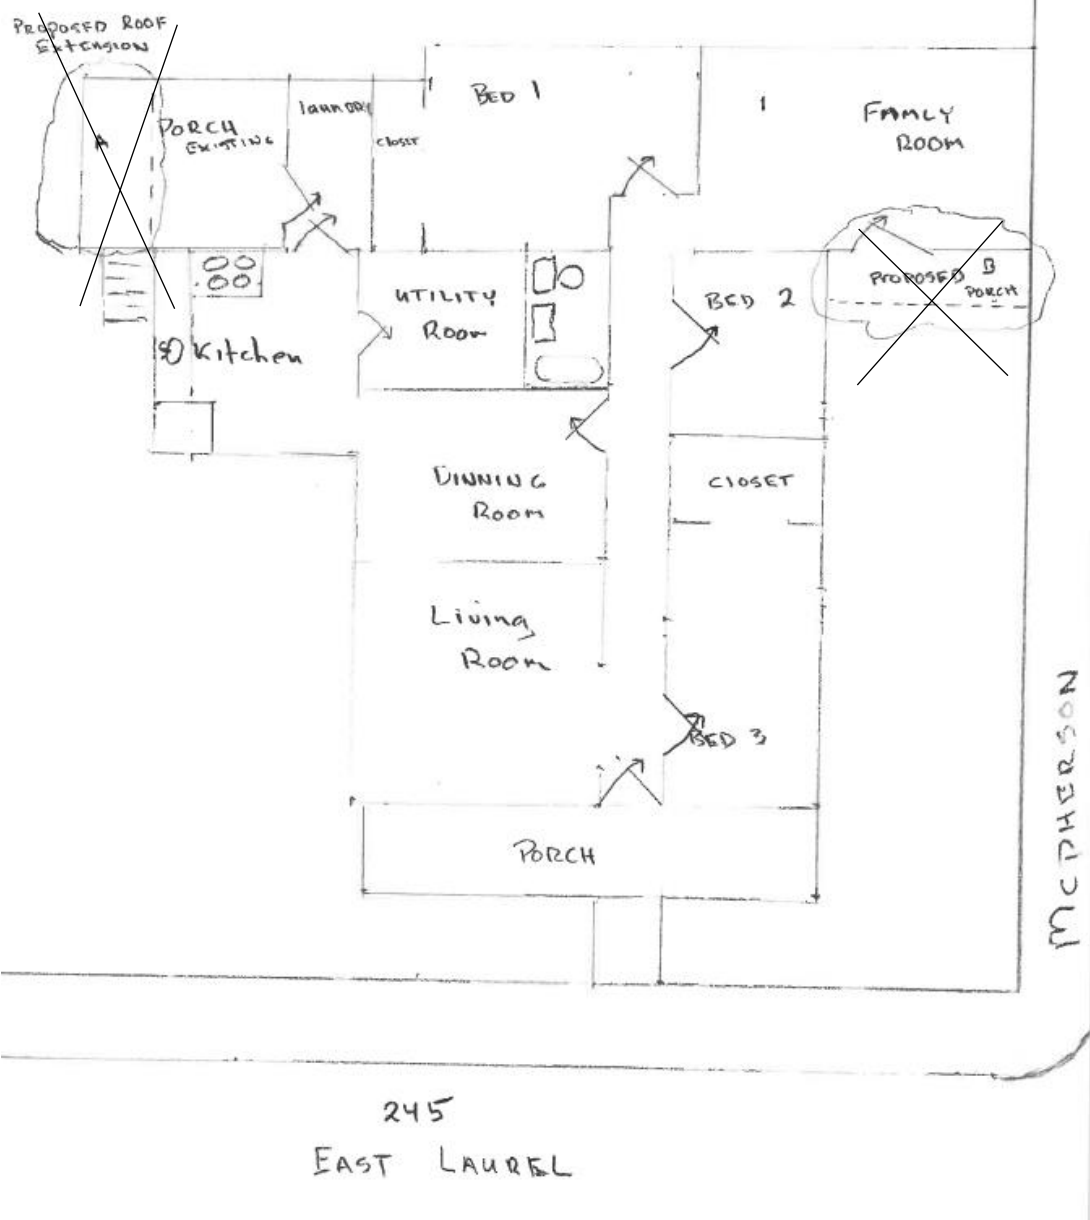 PROPOSED ROOF
EXTENSION
A
PORCH
EXISTING
laundry
CLOSET
BED 1
1
FAMLY
ROOM
PROPOSED B
PORCH
UTILITY
ROOM
BED 2
Kitchen
CLOSET
DINNING
ROOM
Living
Room
BED 3
PORCH
MCPHERSON
245
EAST LAUREL